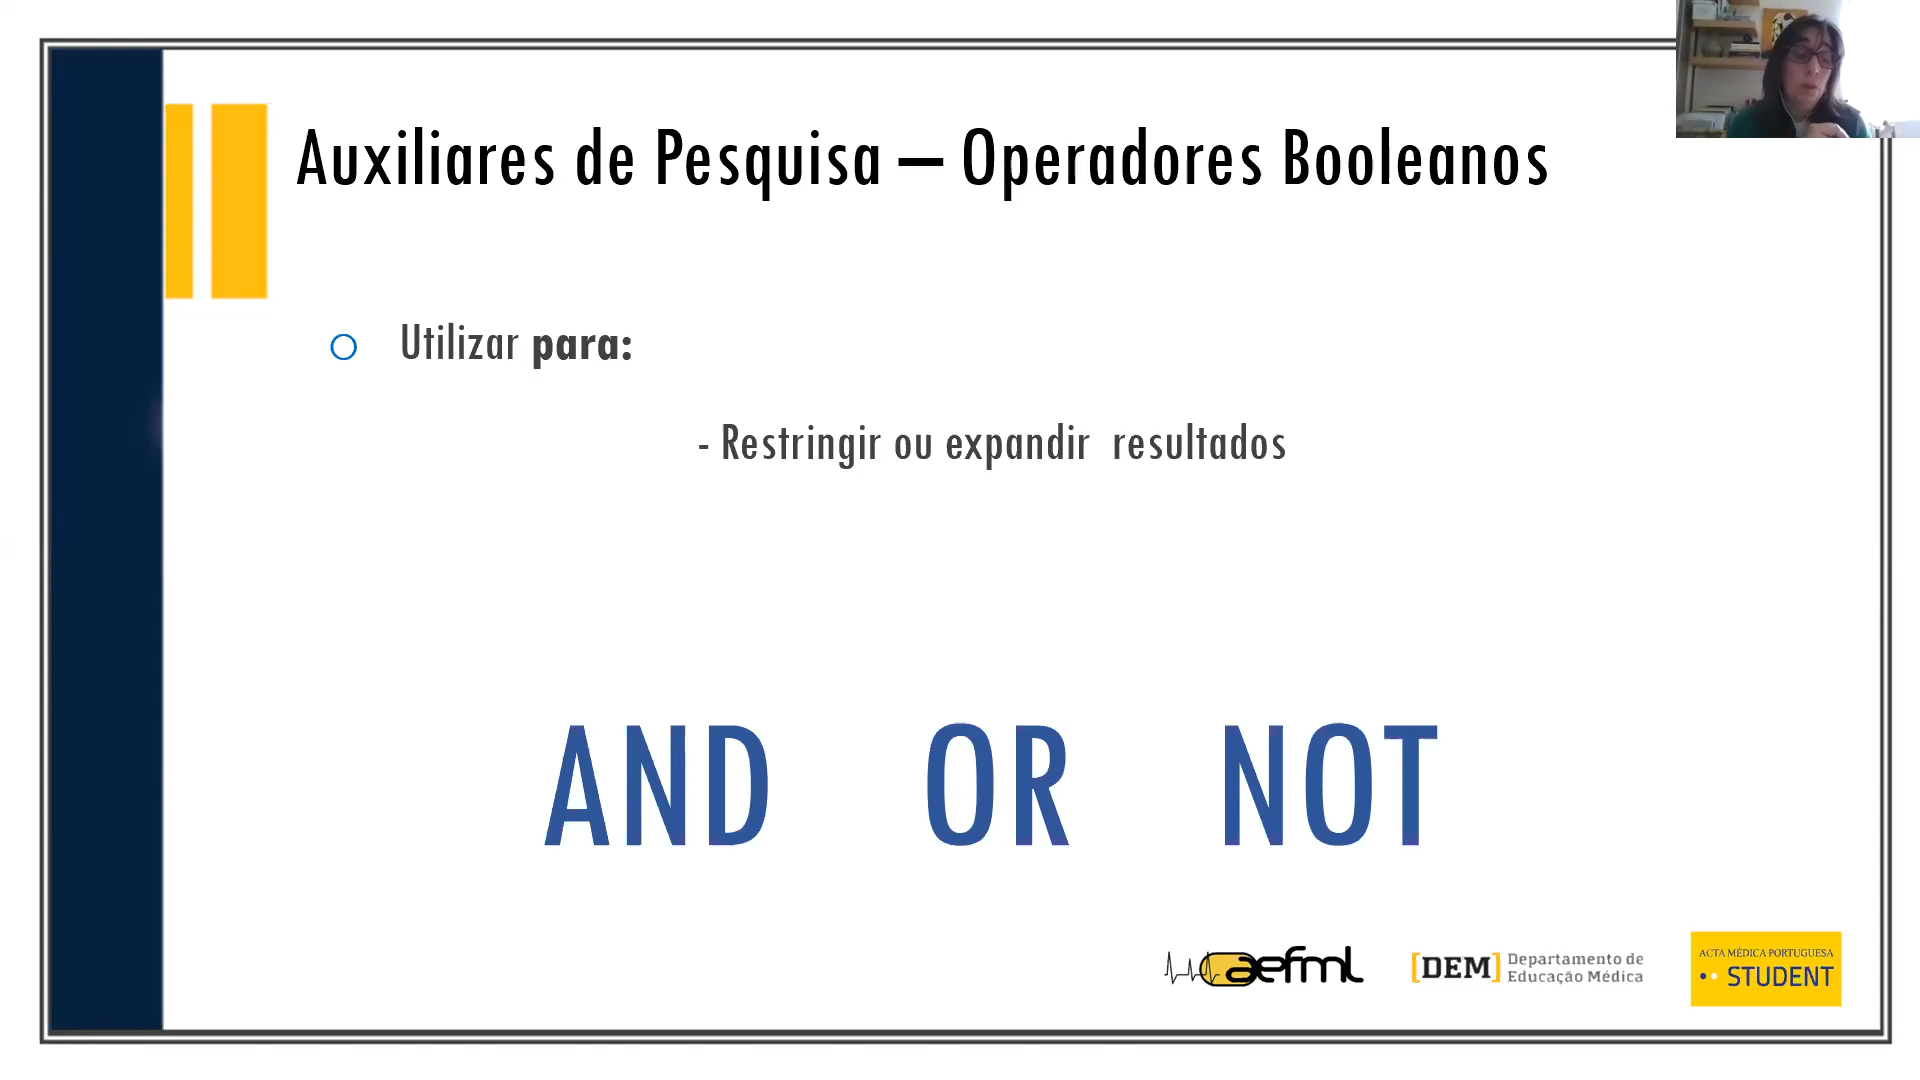 Auxiliares de Pesquisa – Operadores Booleanos
Utilizar para:
- Restringir ou expandir resultados
AND OR NOT
aefml
[DEM] Departamento de
Educação Médica
ACTA MÉDICA PORTUGUESA
STUDENT